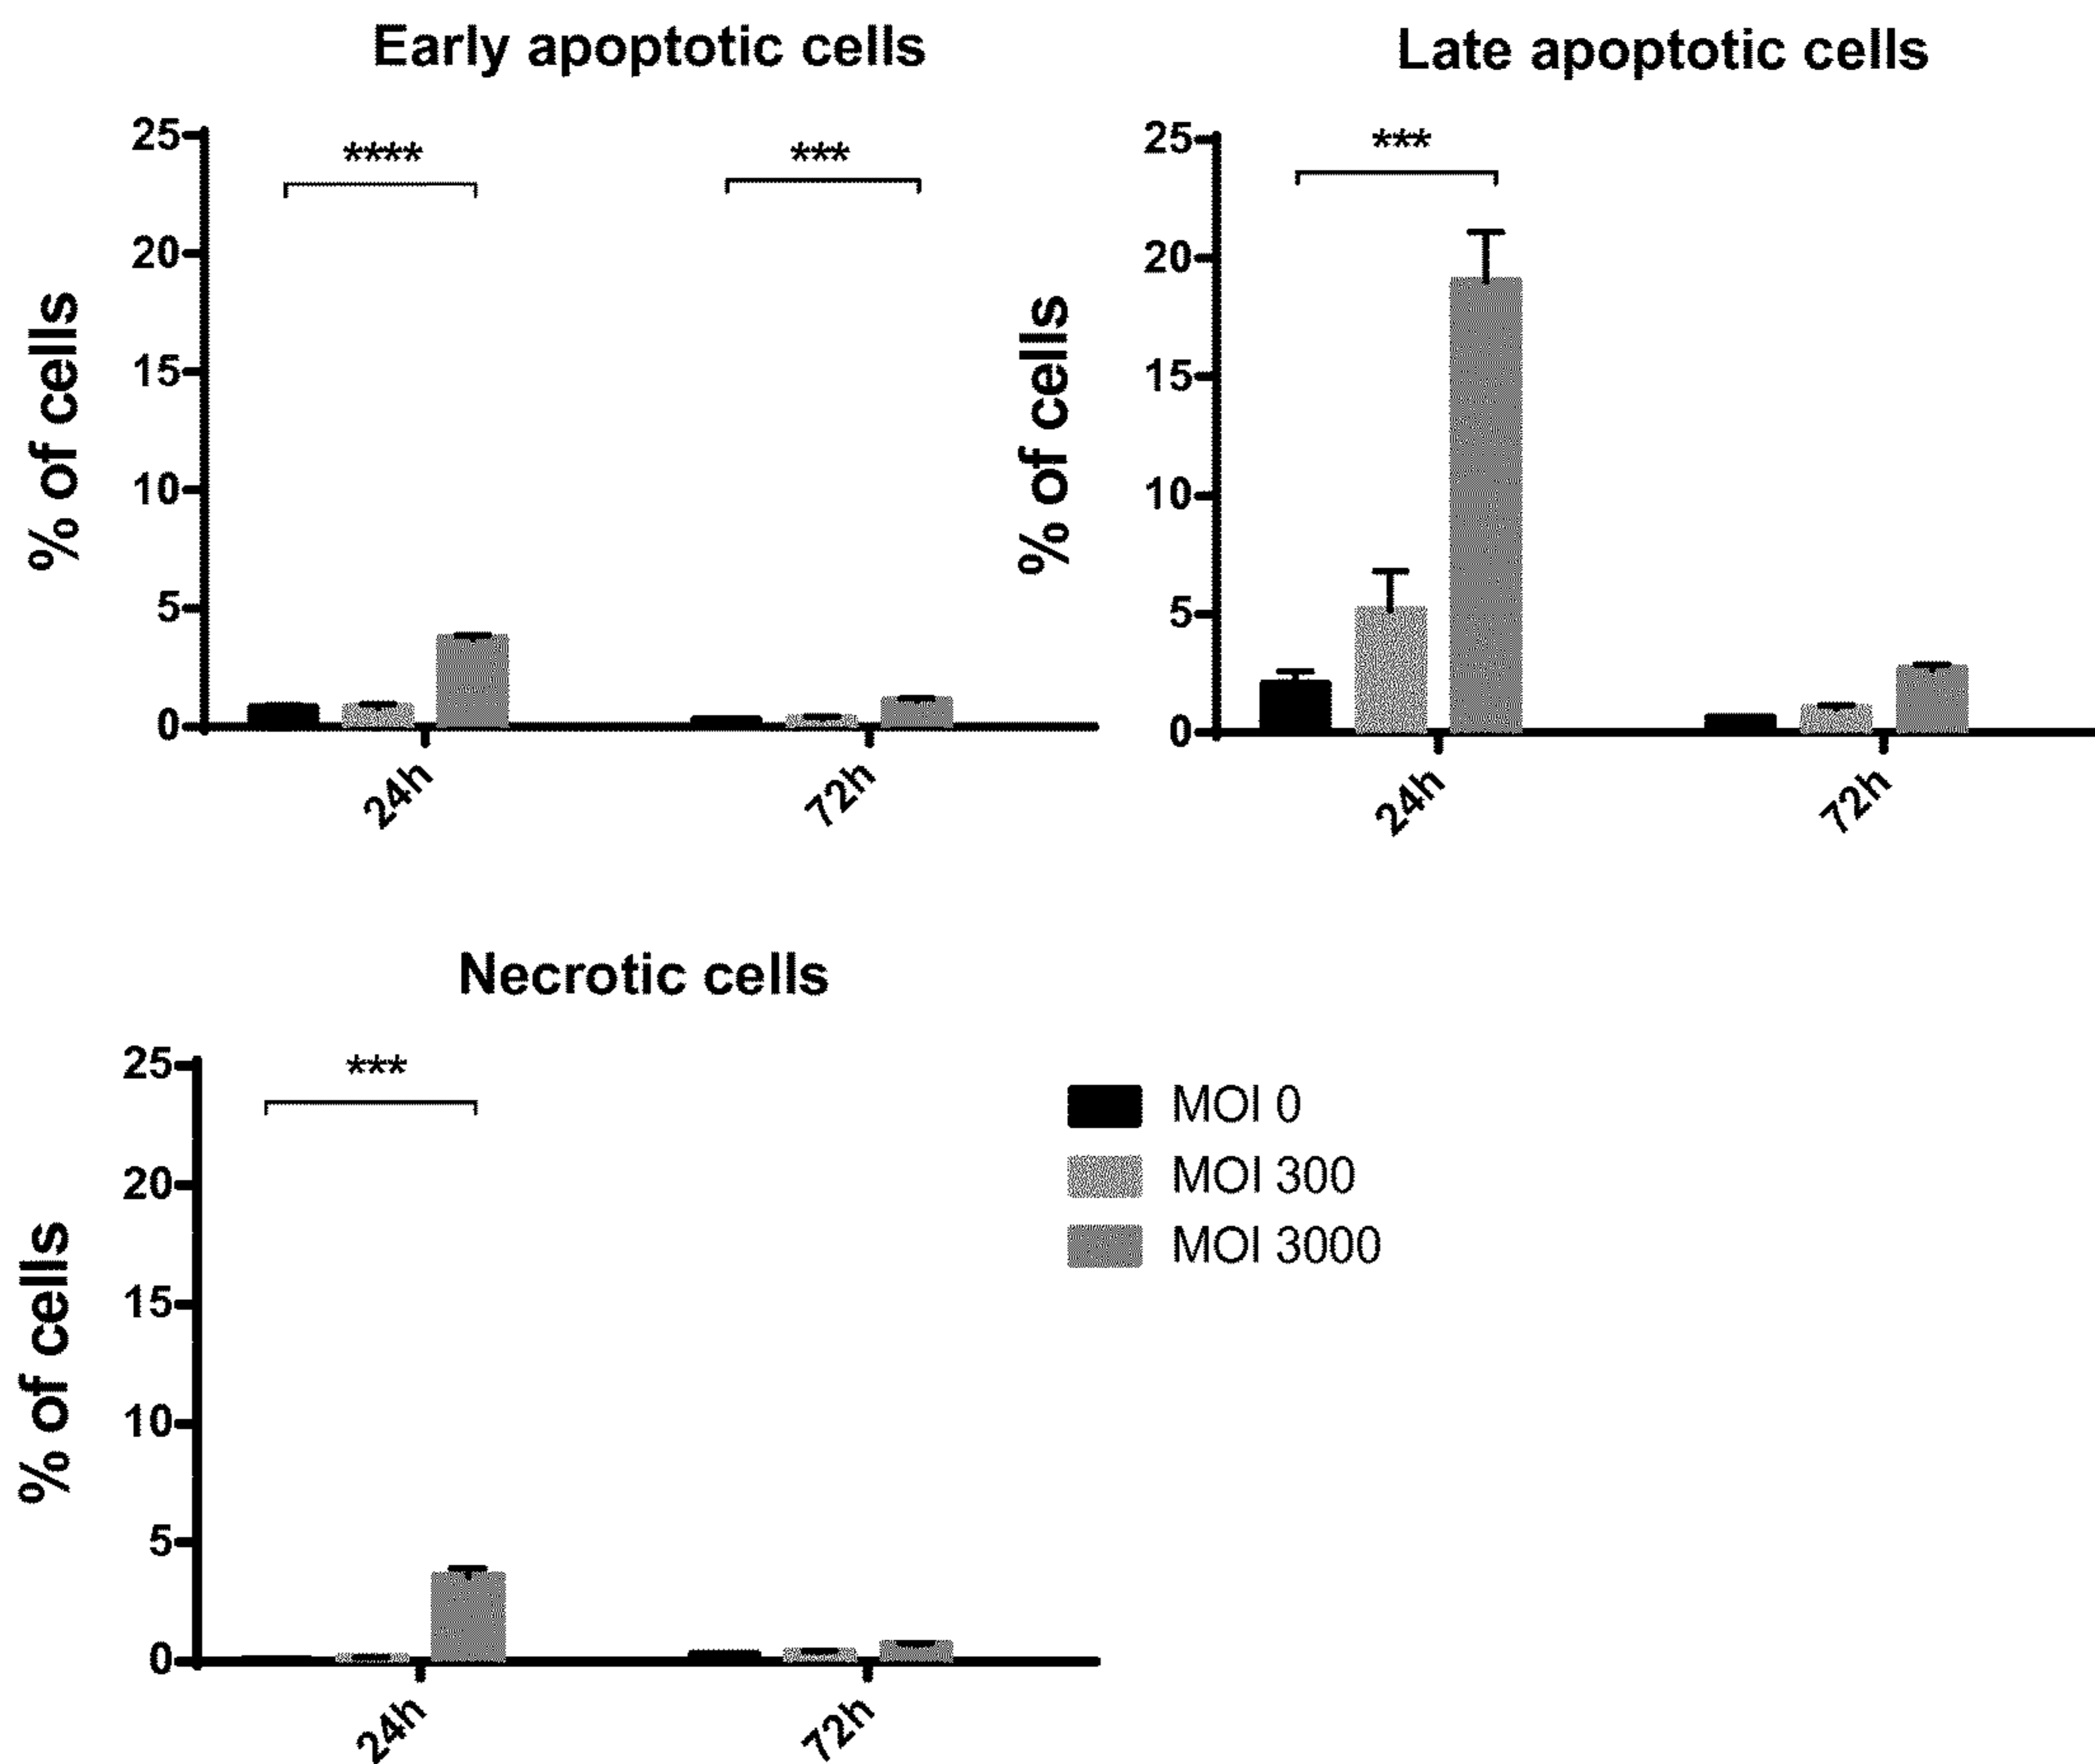 Early apoptotic cells
% of cells
25
20
15
10
5
0
****
***
24h
72h
Late apoptotic cells
% of cells
25
20
15
10
5
0
***
24h
72h
Necrotic cells
% of cells
25
20
15
10
5
0
***
24h
72h
MOI 0
MOI 300
MOI 3000